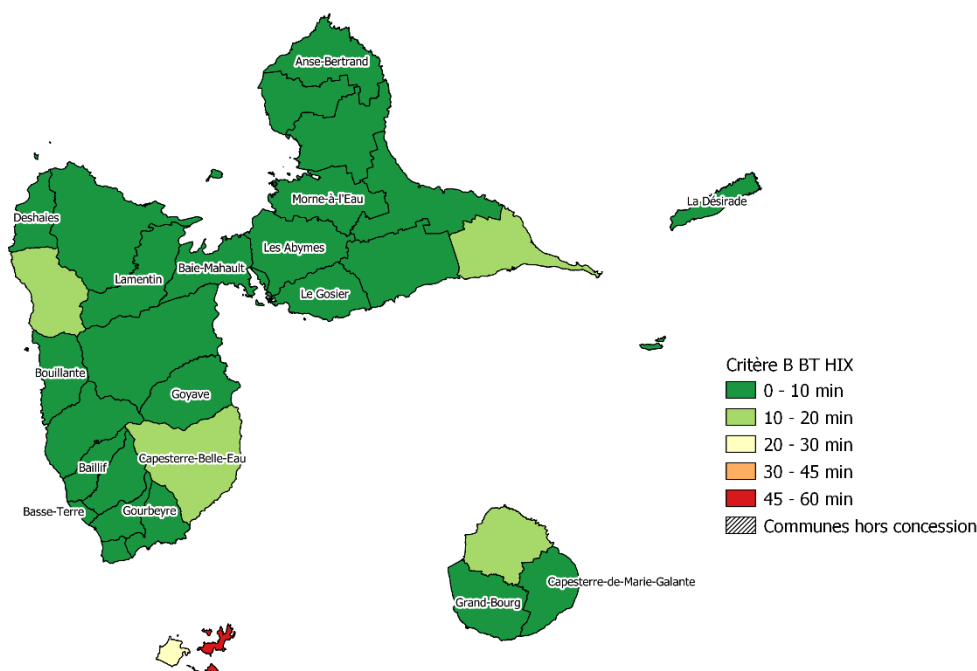 Anse-Bertrand
Morne-à-l'Eau
La Désirade
Deshaies
Les Abymes
Baie-Mahault
Lamentin
Le Gosier
Bouillante
Goyave
Capesterre-Belle-Eau
Baillif
Basse-Terre
Gourbeyre
Capesterre-de-Marie-Galante
Grand-Bourg
Critère B BT HIX
0 - 10 min
10 - 20 min
20 - 30 min
30 - 45 min
45 - 60 min
Communes hors concession